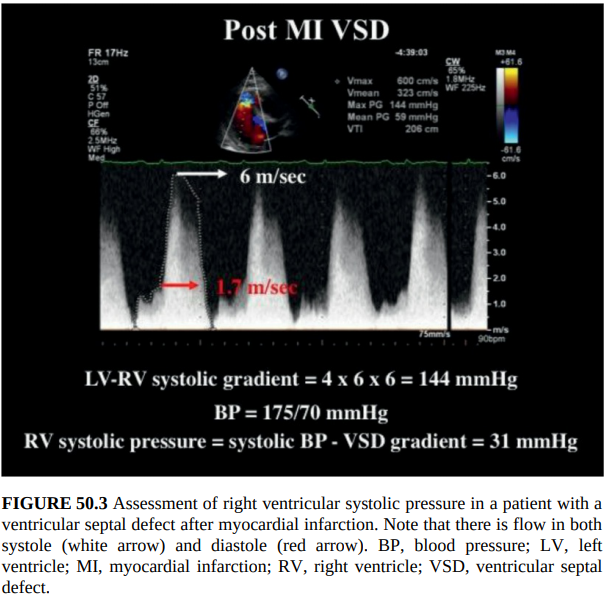 Post MI VSD
FR 17Hz
13cm
2D
51%
C 57
P Off
HGen
CF
66%
2.5MHz
WF High
Med
-4:39:03
+ Vmax 600 cm/s
Vmean 323 cm/s
Max PG 144 mmHg
Mean PG 59 mmHg
VTI 206 cm
CW
65%
1.8MHz
WF 225Hz
M3 M4
+61.6
-61.6
cm/s
6 m/sec
1.7 m/sec
6.0
5.0
4.0
3.0
2.0
1.0
m/s
75mm/s
90bpm
LV-RV systolic gradient = 4 x 6 x 6 = 144 mmHg
BP = 175/70 mmHg
RV systolic pressure = systolic BP - VSD gradient = 31 mmHg
FIGURE 50.3 Assessment of right ventricular systolic pressure in a patient with a
ventricular septal defect after myocardial infarction. Note that there is flow in both
systole (white arrow) and diastole (red arrow). BP, blood pressure; LV, left
ventricle; MI, myocardial infarction; RV, right ventricle; VSD, ventricular septal
defect.